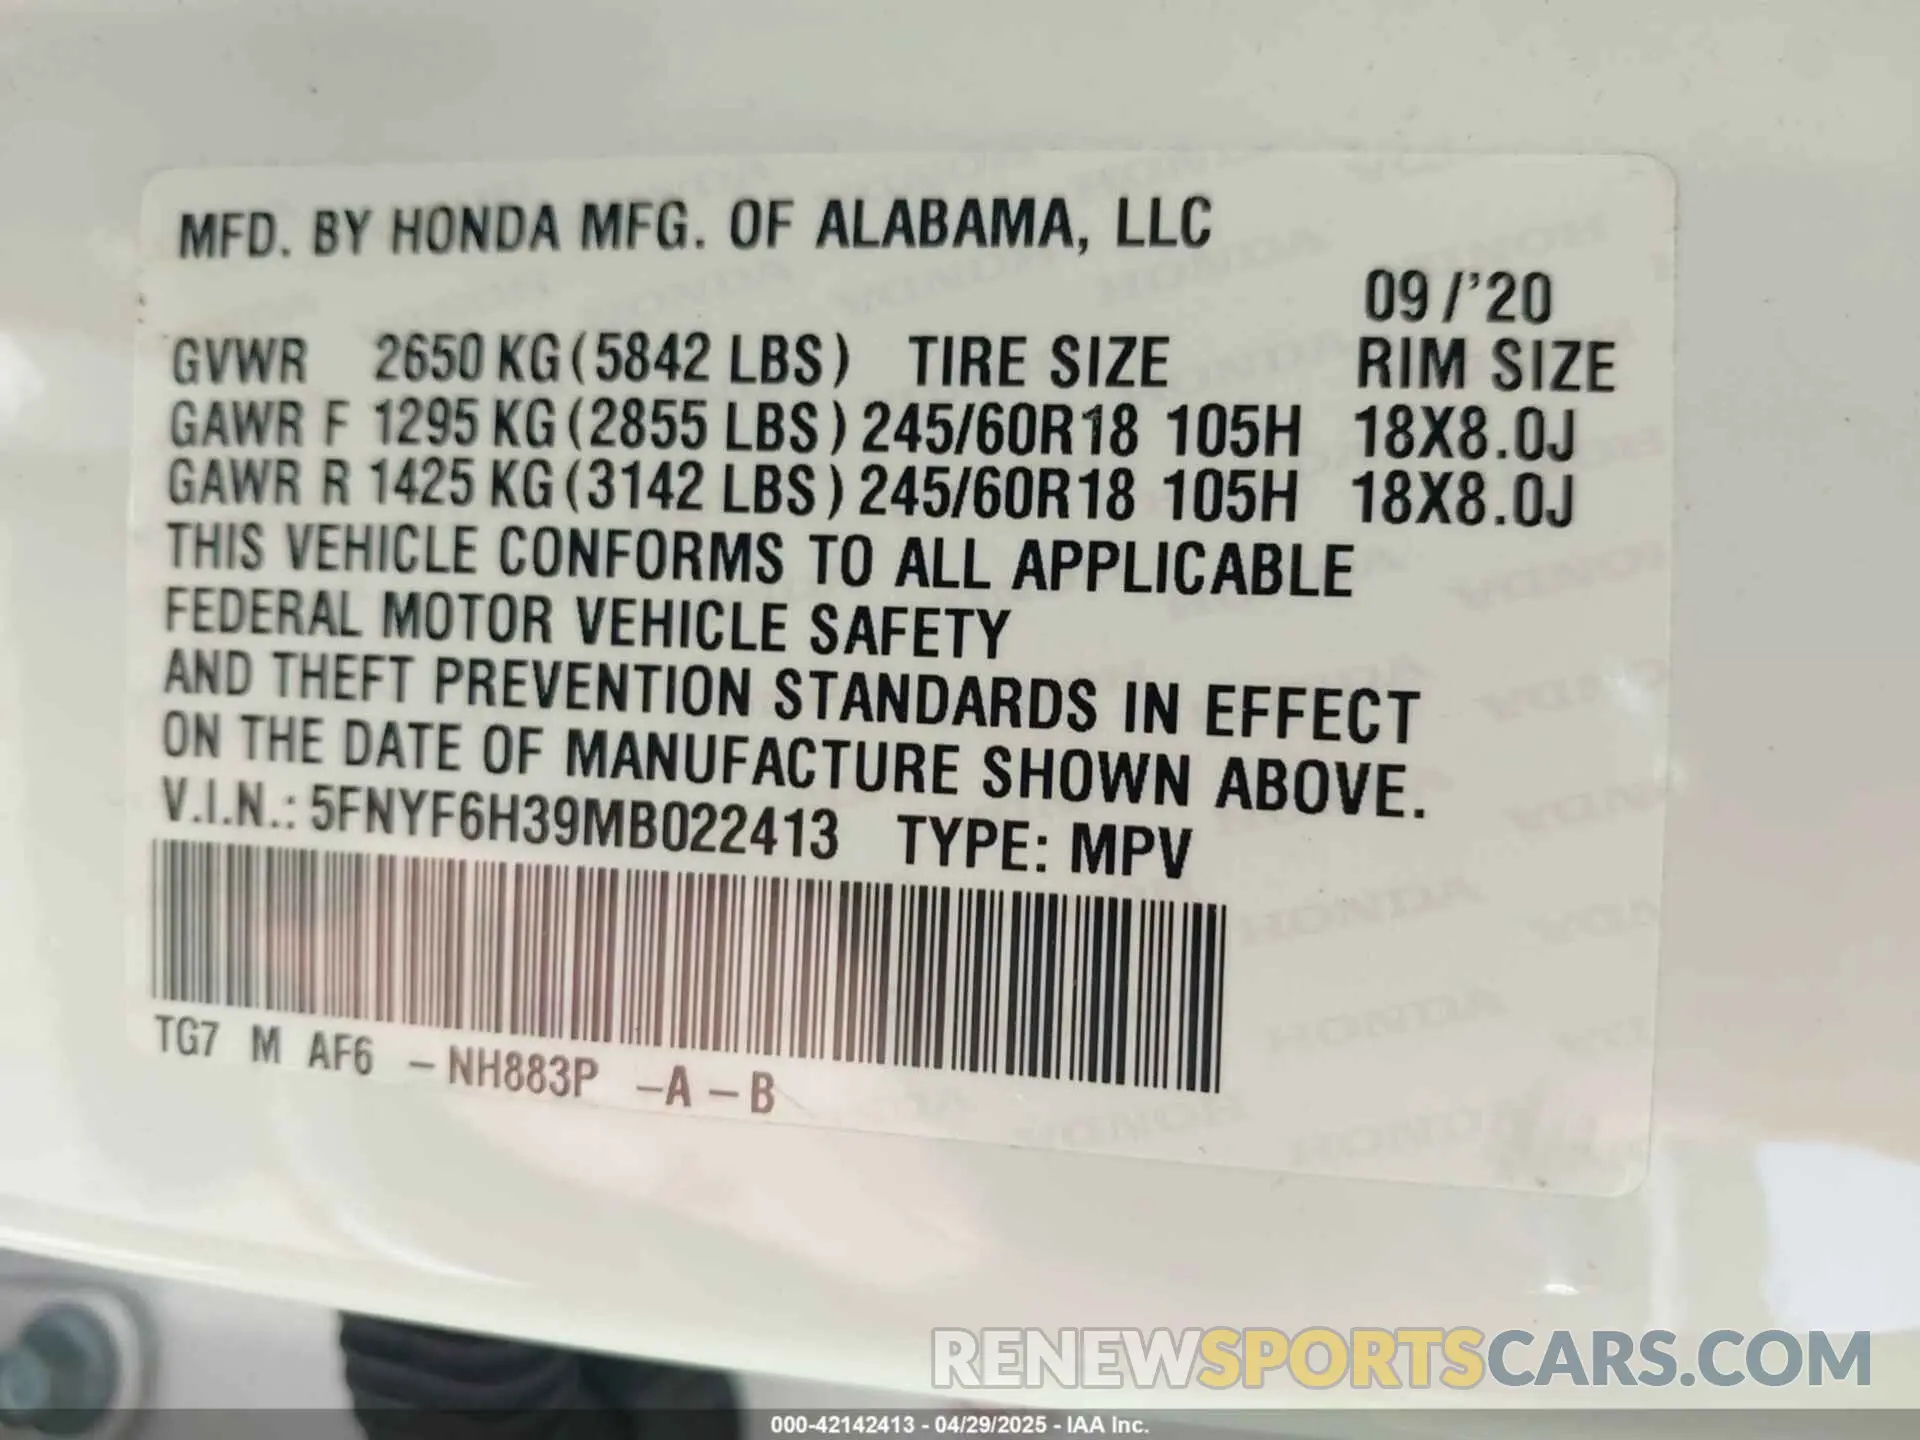 MFD. BY HONDA MFG. OF ALABAMA, LLC
09 /'20
GVWR 2650 KG (5842 LBS) TIRE SIZE RIM SIZE
GAWR F 1295 KG (2855 LBS) 245/60R18 105H 18X8.0J
GAWR R 1425 KG (3142 LBS) 245/60R18 105H 18X8.0J
THIS VEHICLE CONFORMS TO ALL APPLICABLE
FEDERAL MOTOR VEHICLE SAFETY
AND THEFT PREVENTION STANDARDS IN EFFECT
ON THE DATE OF MANUFACTURE SHOWN ABOVE.
V.I.N.: 5FNYF6H39MB022413 TYPE: MPV
TG7 M AF6 – NH883P – A – B
RENEWSPORTSCARS.COM
000-42142413 - 04/29/2025 - IAA Inc.